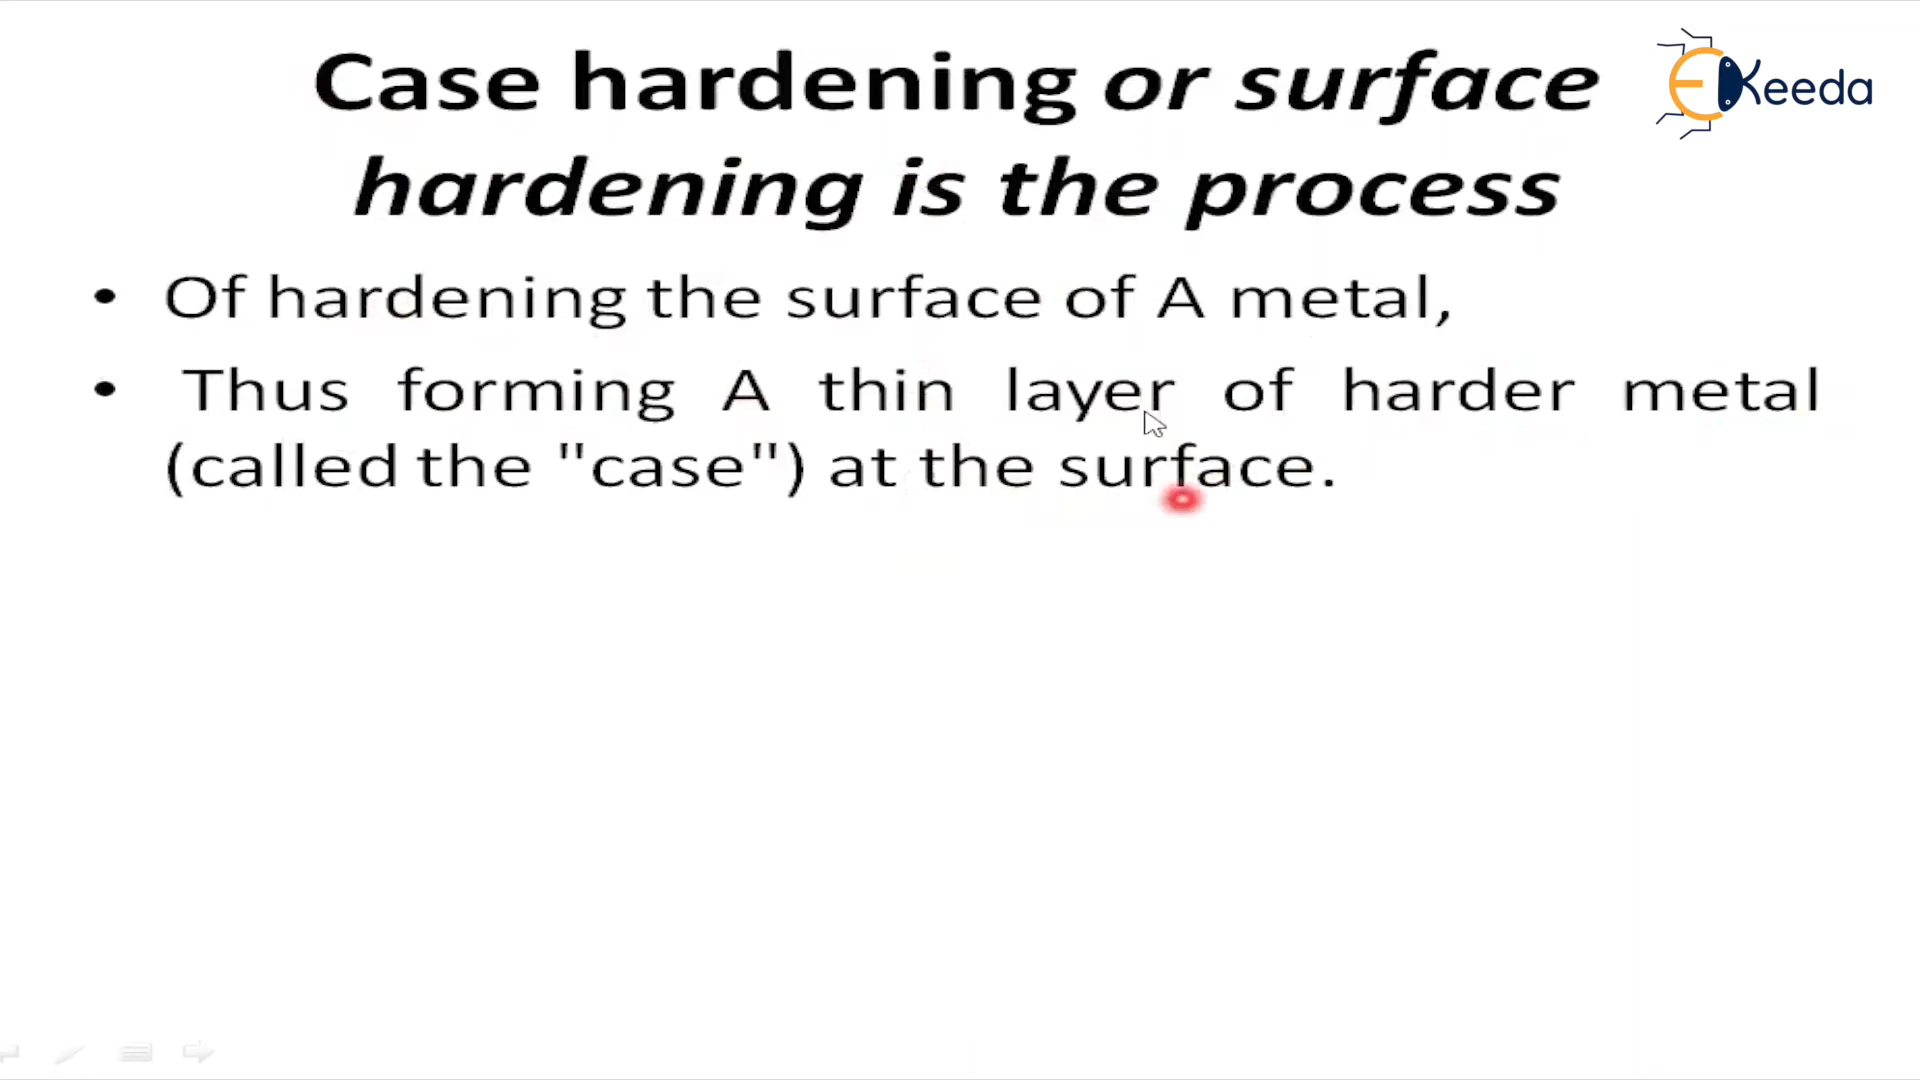 Case hardening or surface
EKeeda
hardening is the process
• Of hardening the surface of A metal,
• Thus forming A thin layer of harder metal
(called the "case") at the surface.